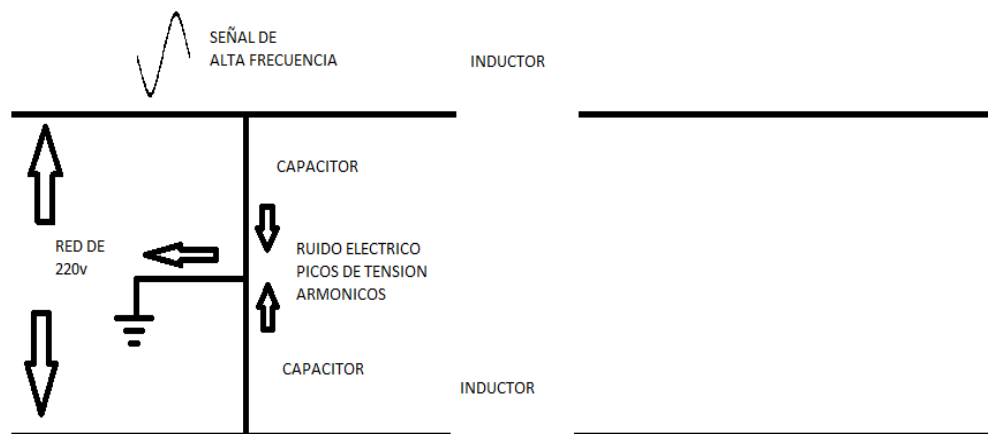 SEÑAL DE
ALTA FRECUENCIA
INDUCTOR
CAPACITOR
RED DE
220v
RUIDO ELECTRICO
PICOS DE TENSION
ARMONICOS
CAPACITOR
INDUCTOR